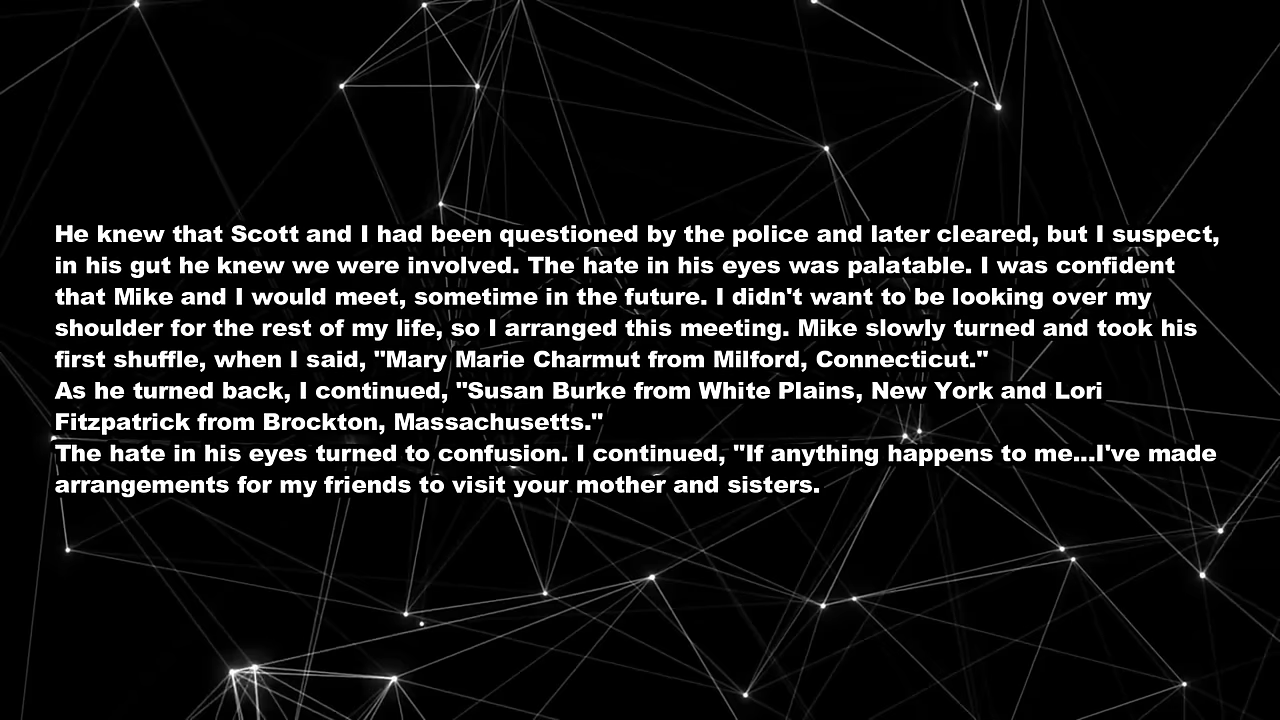 He knew that Scott and I had been questioned by the police and later cleared, but I suspect,
in his gut he knew we were involved. The hate in his eyes was palatable. I was confident
that Mike and I would meet, sometime in the future. I didn't want to be looking over my
shoulder for the rest of my life, so I arranged this meeting. Mike slowly turned and took his
first shuffle, when I said, "Mary Marie Charmut from Milford, Connecticut."
As he turned back, I continued, "Susan Burke from White Plains, New York and Lori
Fitzpatrick from Brockton, Massachusetts."
The hate in his eyes turned to confusion. I continued, "If anything happens to me...I've made
arrangements for my friends to visit your mother and sisters.